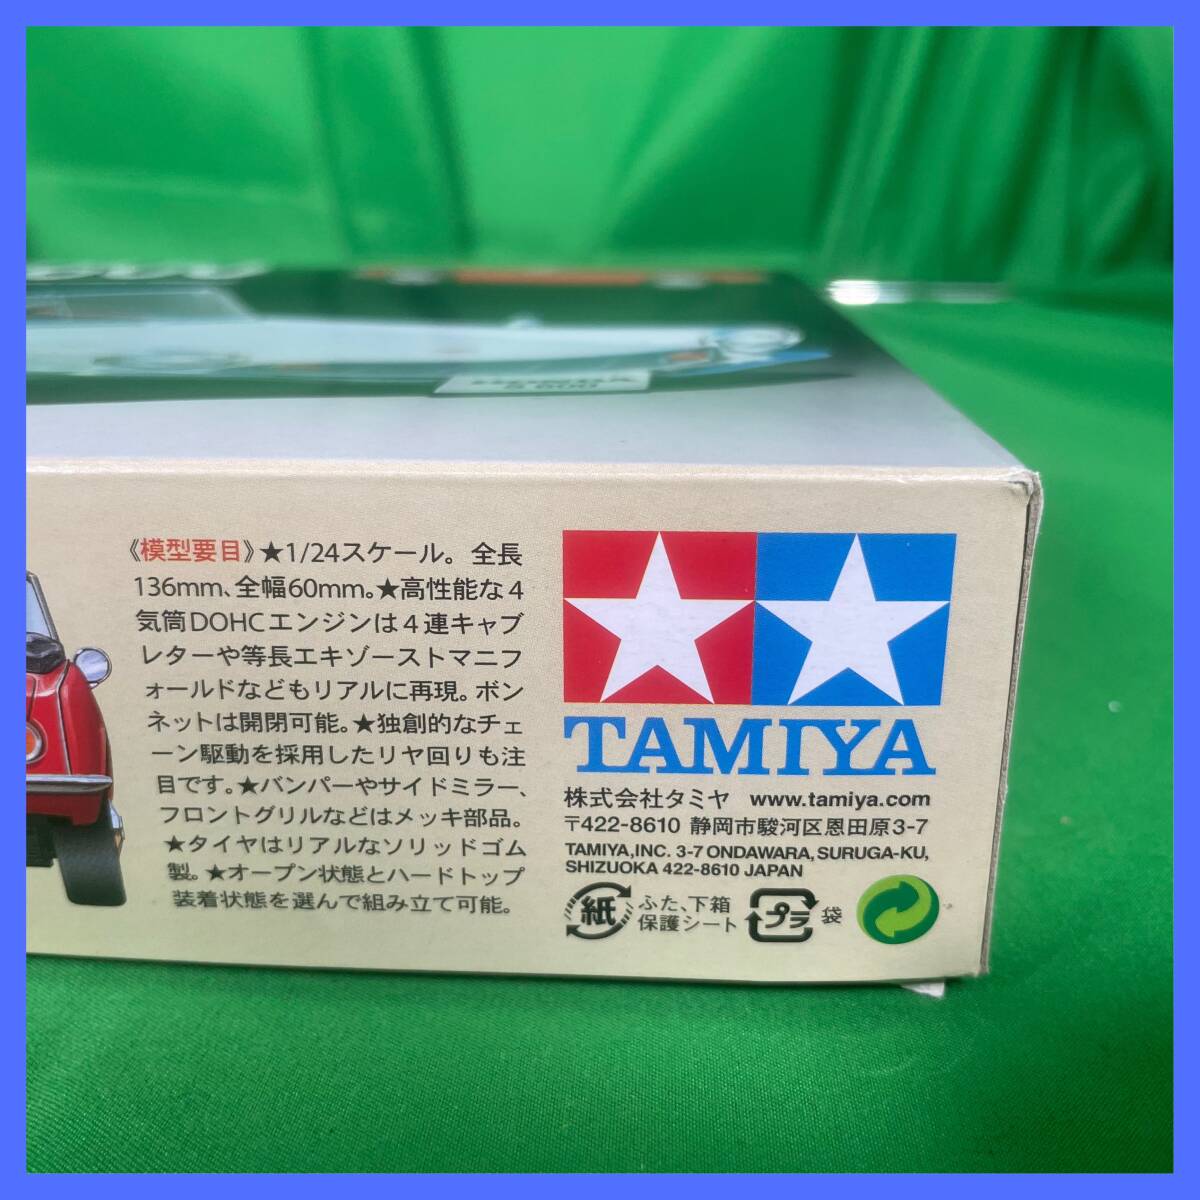 HONDA
S 600
《模型要目》★1/24スケール。全長
136mm、全幅60mm。★高性能な4
気筒DOHCエンジンは4連キャブ
レターや等長エキゾーストマニフ
ォールドなどもリアルに再現。ボン
ネットは開閉可能。★独創的なチェ
ーン駆動を採用したリヤ回りも注
目です。★バンパーやサイドミラー、
フロントグリルなどはメッキ部品。
★タイヤはリアルなソリッドゴム
製。★オープン状態とハードトップ
装着状態を選んで組み立て可能。
TAMIYA
株式会社タミヤ www.tamiya.com
〒422-8610 静岡市駿河区恩田原3-7
TAMIYA,INC. 3-7 ONDAWARA, SURUGA-KU,
SHIZUOKA 422-8610 JAPAN
紙 ふた、下箱
保護シート
プラ 袋